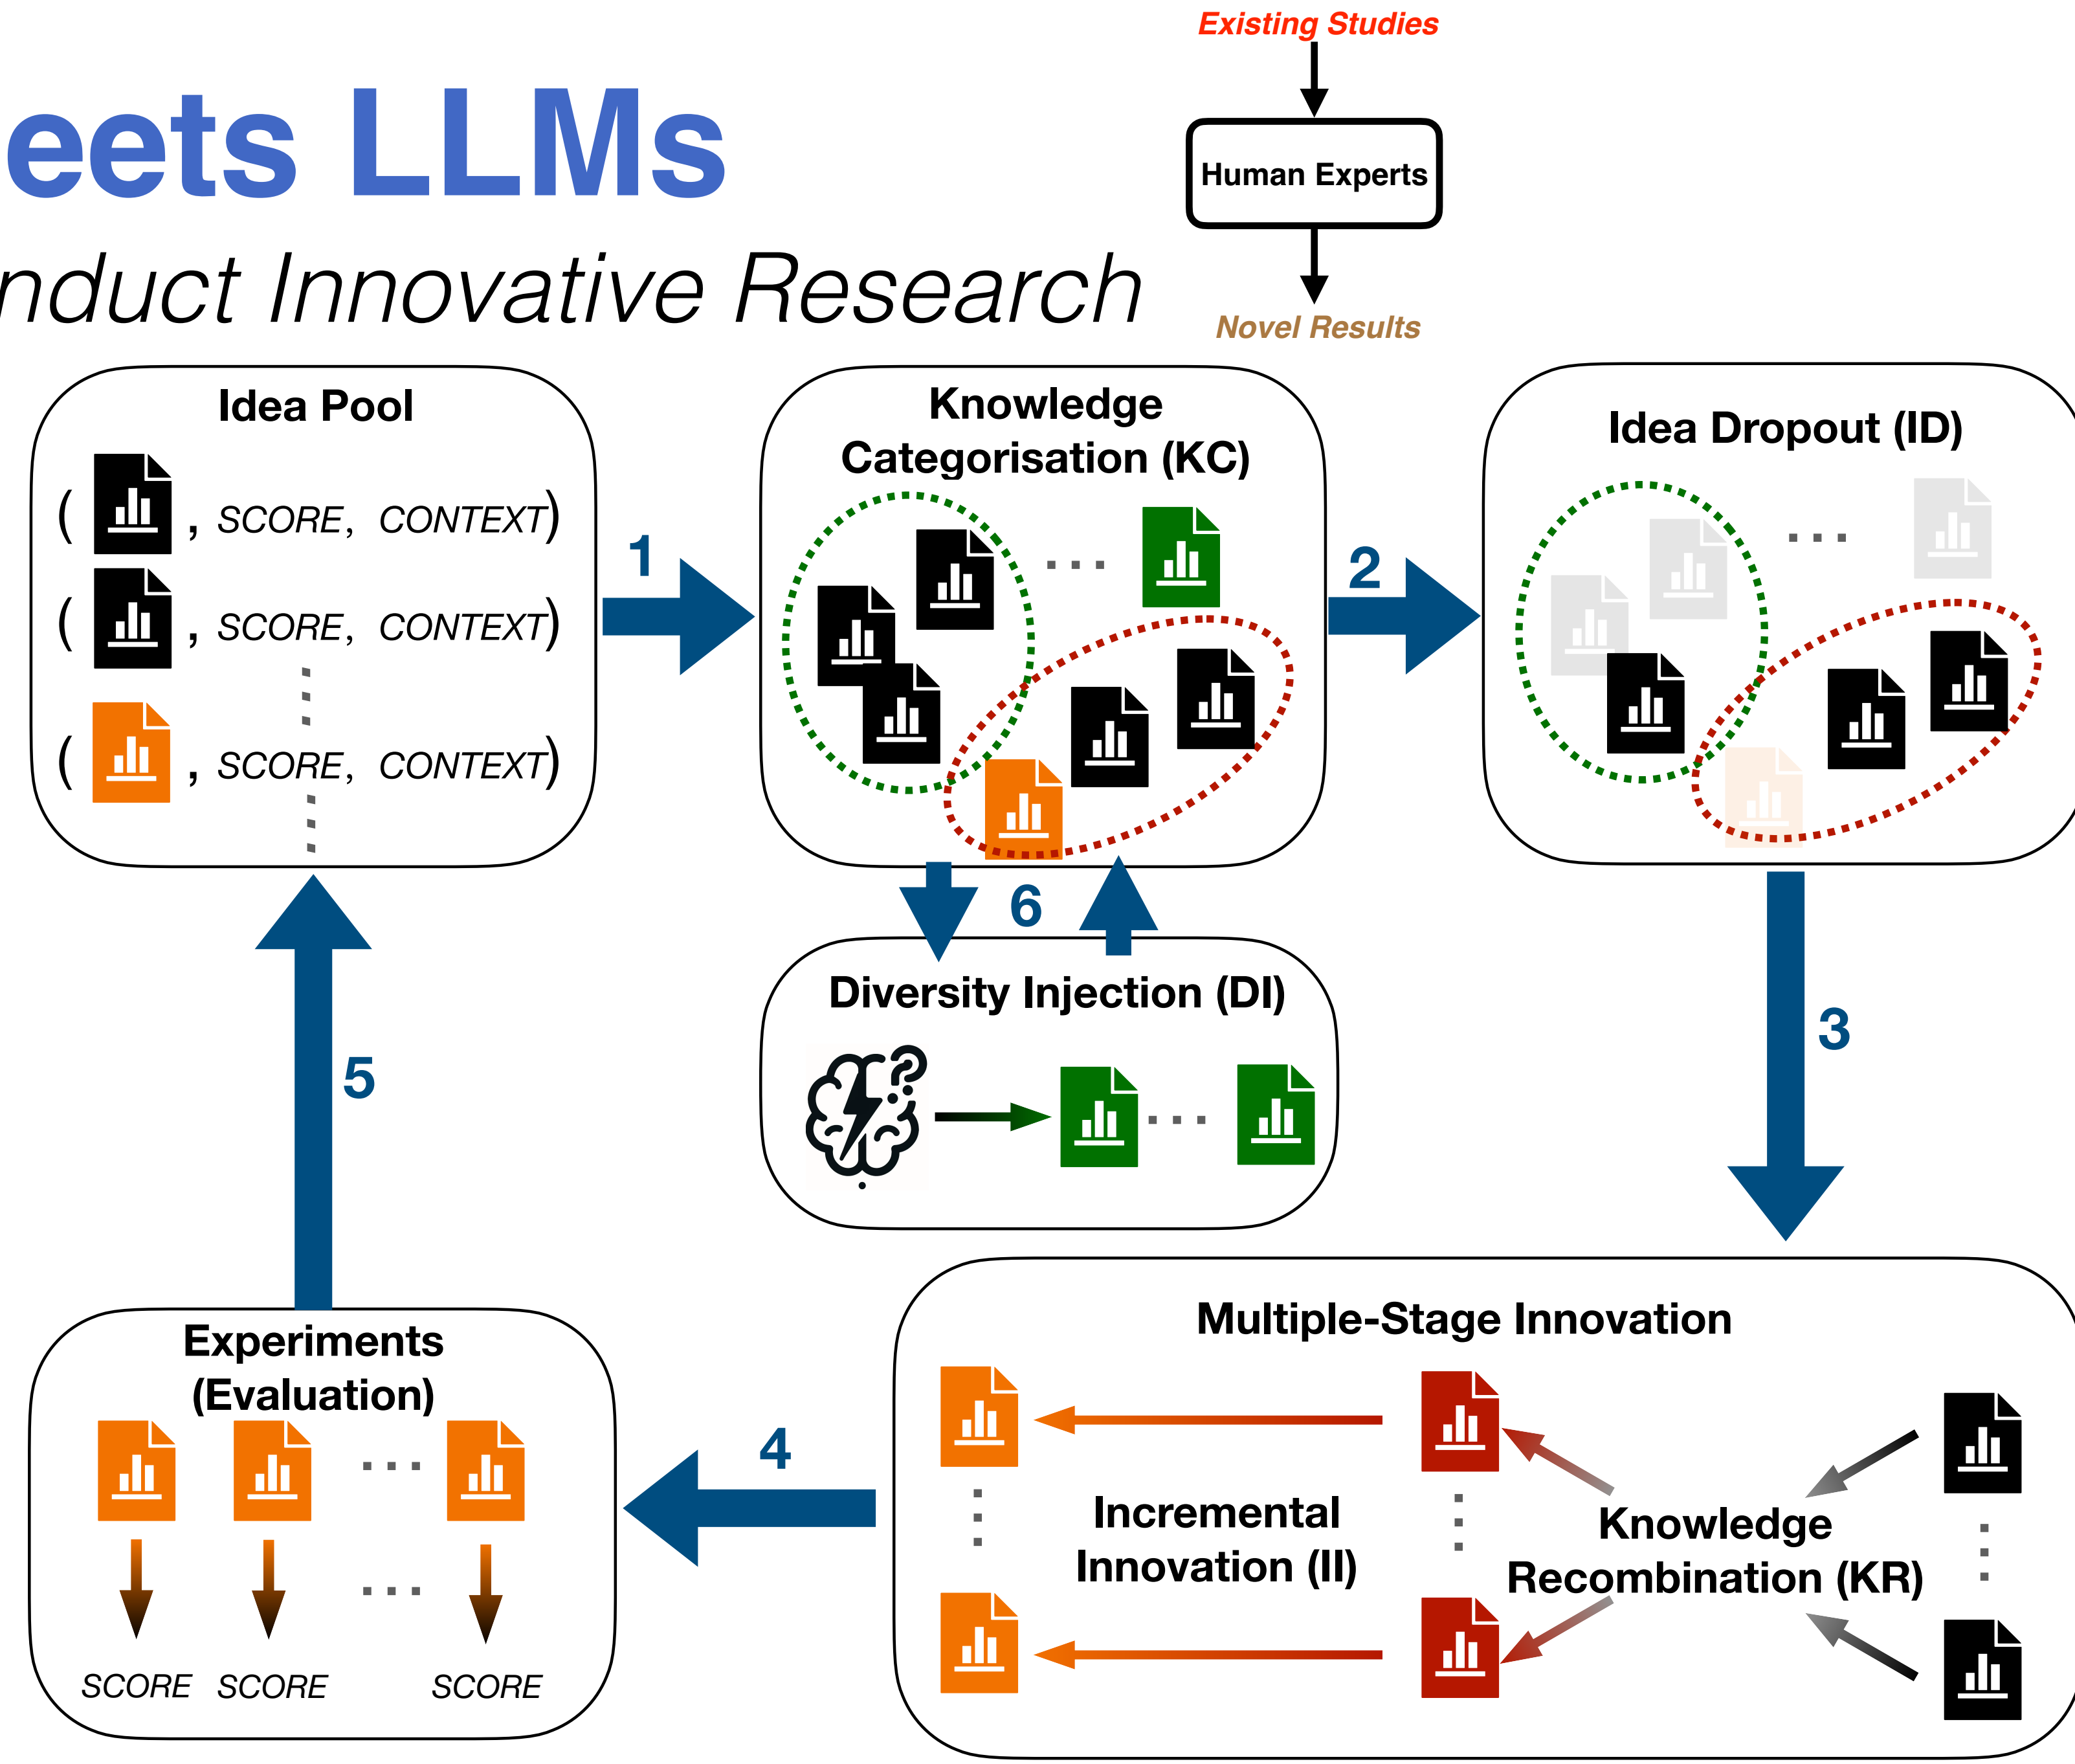 Existing Studies
eets LLMs
Human Experts
nduct Innovative Research
Novel Results
Idea Pool
( , SCORE, CONTEXT)
( , SCORE, CONTEXT)
( , SCORE, CONTEXT)
1
Knowledge
Categorisation (KC)
...
2
Idea Dropout (ID)
...
6
Diversity Injection (DI)
...
3
5
Experiments
(Evaluation)
...
...
SCORE SCORE SCORE
4
Multiple-Stage Innovation
Incremental
Innovation (II)
Knowledge
Recombination (KR)